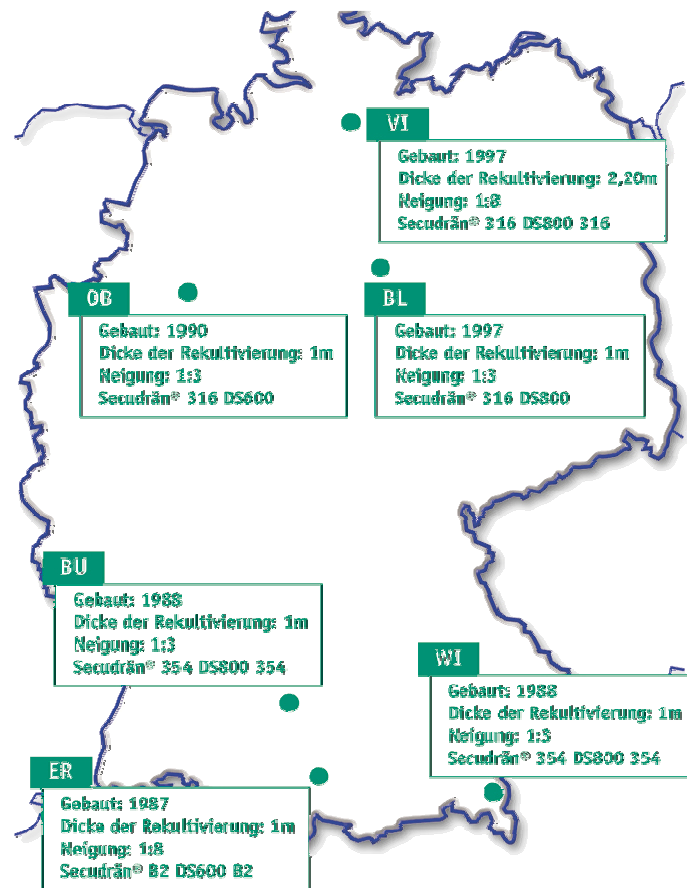 VI
Gebaut: 1997
Dicke der Rekultivierung: 2,20m
Neigung: 1:8
Secudrän® 316 DS800 316
OB
Gebaut: 1990
Dicke der Rekultivierung: 1m
Neigung: 1:3
Secudrän® 316 DS600
BL
Gebaut: 1997
Dicke der Rekultivierung: 1m
Neigung: 1:3
Secudrän® 316 DS800
BU
Gebaut: 1988
Dicke der Rekultivierung: 1m
Neigung: 1:3
Secudrän® 354 DS800 354
WI
Gebaut: 1988
Dicke der Rekultivierung: 1m
Neigung: 1:3
Secudrän® 354 DS800 354
ER
Gebaut: 1987
Dicke der Rekultivierung: 1m
Neigung: 1:8
Secudrän® B2 DS600 B2